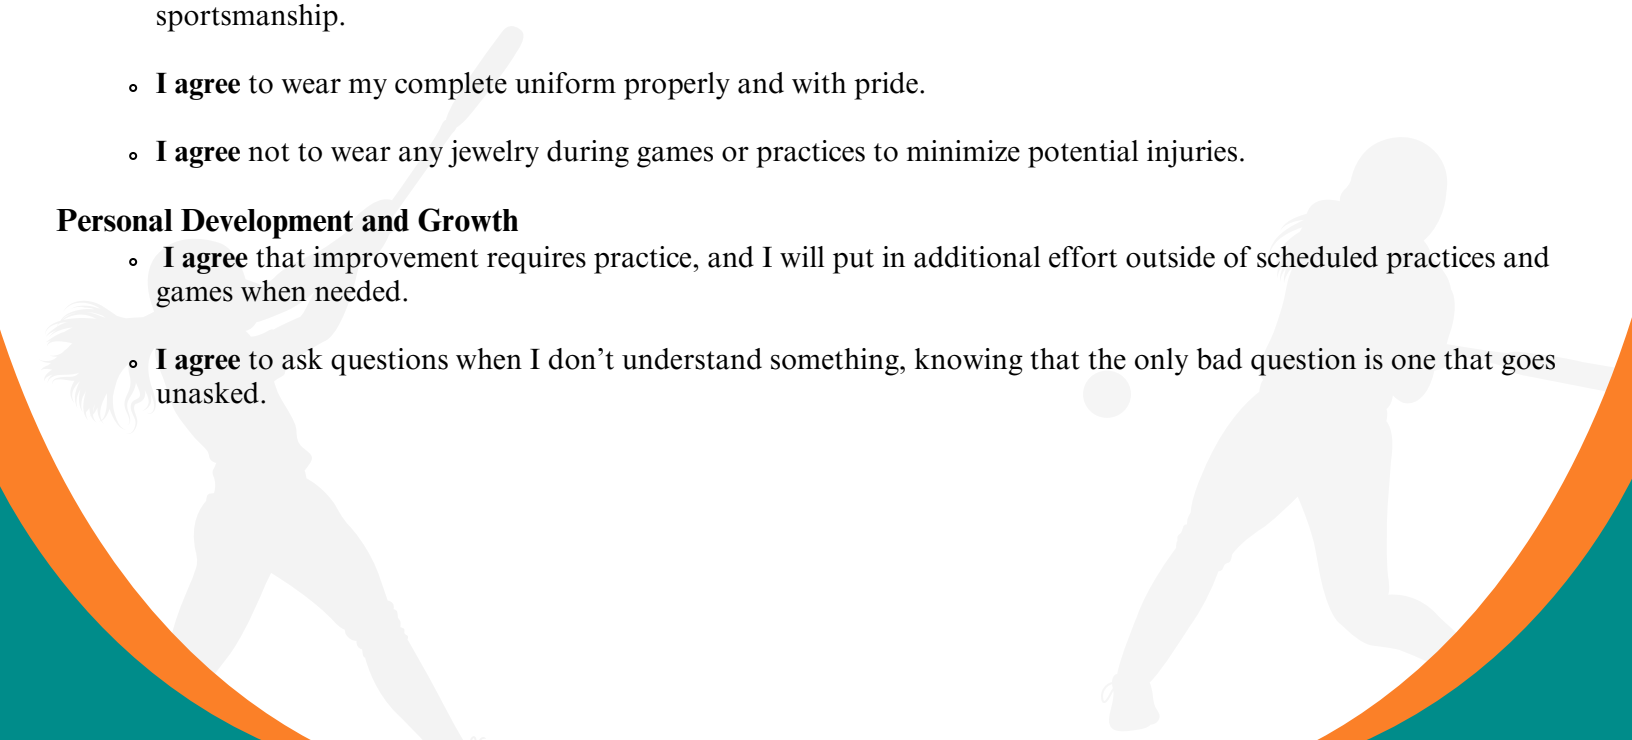 sportsmanship.
I agree to wear my complete uniform properly and with pride.
I agree not to wear any jewelry during games or practices to minimize potential injuries.
Personal Development and Growth
I agree that improvement requires practice, and I will put in additional effort outside of scheduled practices and
games when needed.
I agree to ask questions when I don’t understand something, knowing that the only bad question is one that goes
unasked.